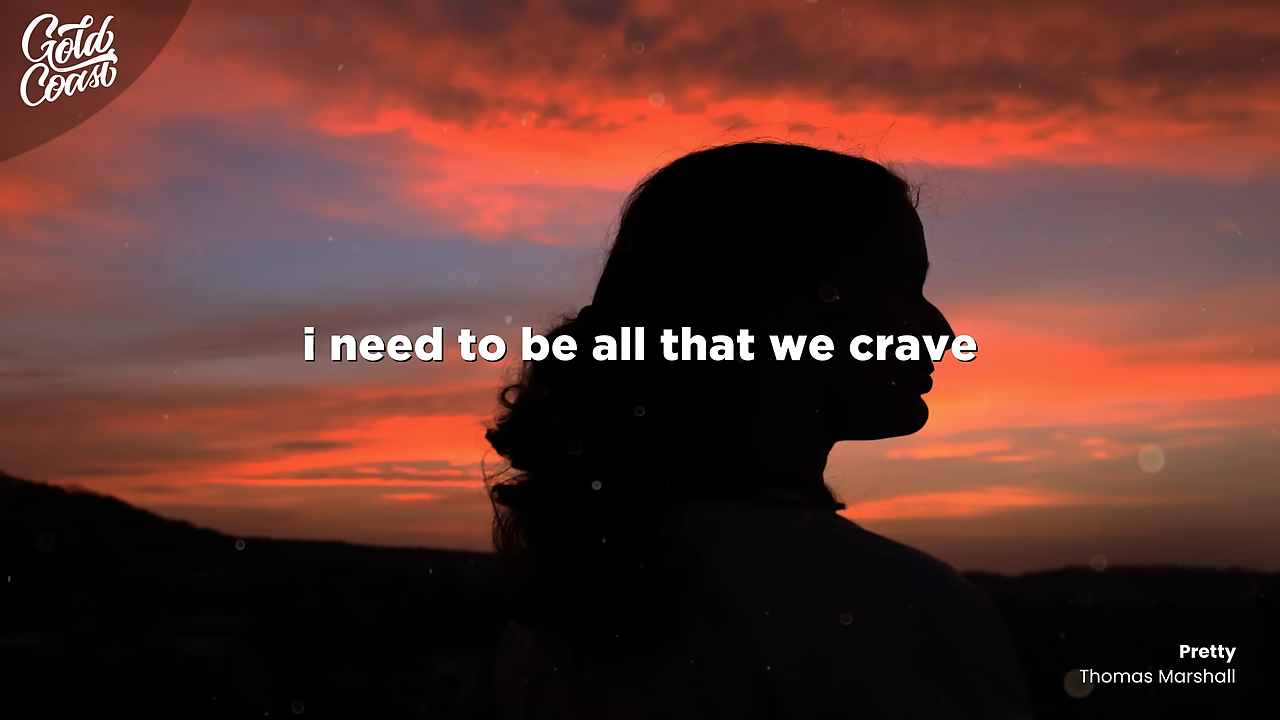 Gold
Coast
i need to be all that we crave
Pretty
Thomas Marshall